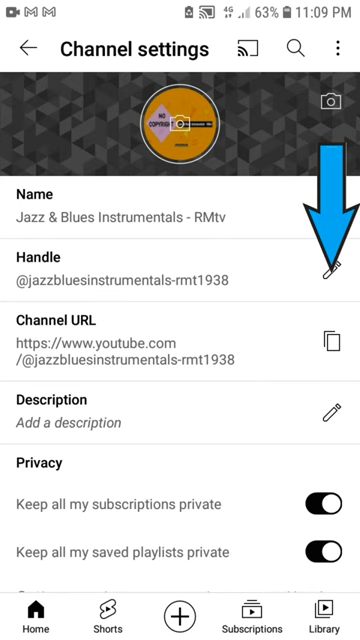 4G 63% 11:09 PM
Channel settings
NO
COPYRIGHT
Name
Jazz & Blues Instrumentals - RMtv
Handle
@jazzbluesinstrumentals-rmt1938
Channel URL
https://www.youtube.com
/@jazzbluesinstrumentals-rmt1938
Description
Add a description
Privacy
Keep all my subscriptions private
Keep all my saved playlists private
Home Shorts Subscriptions Library